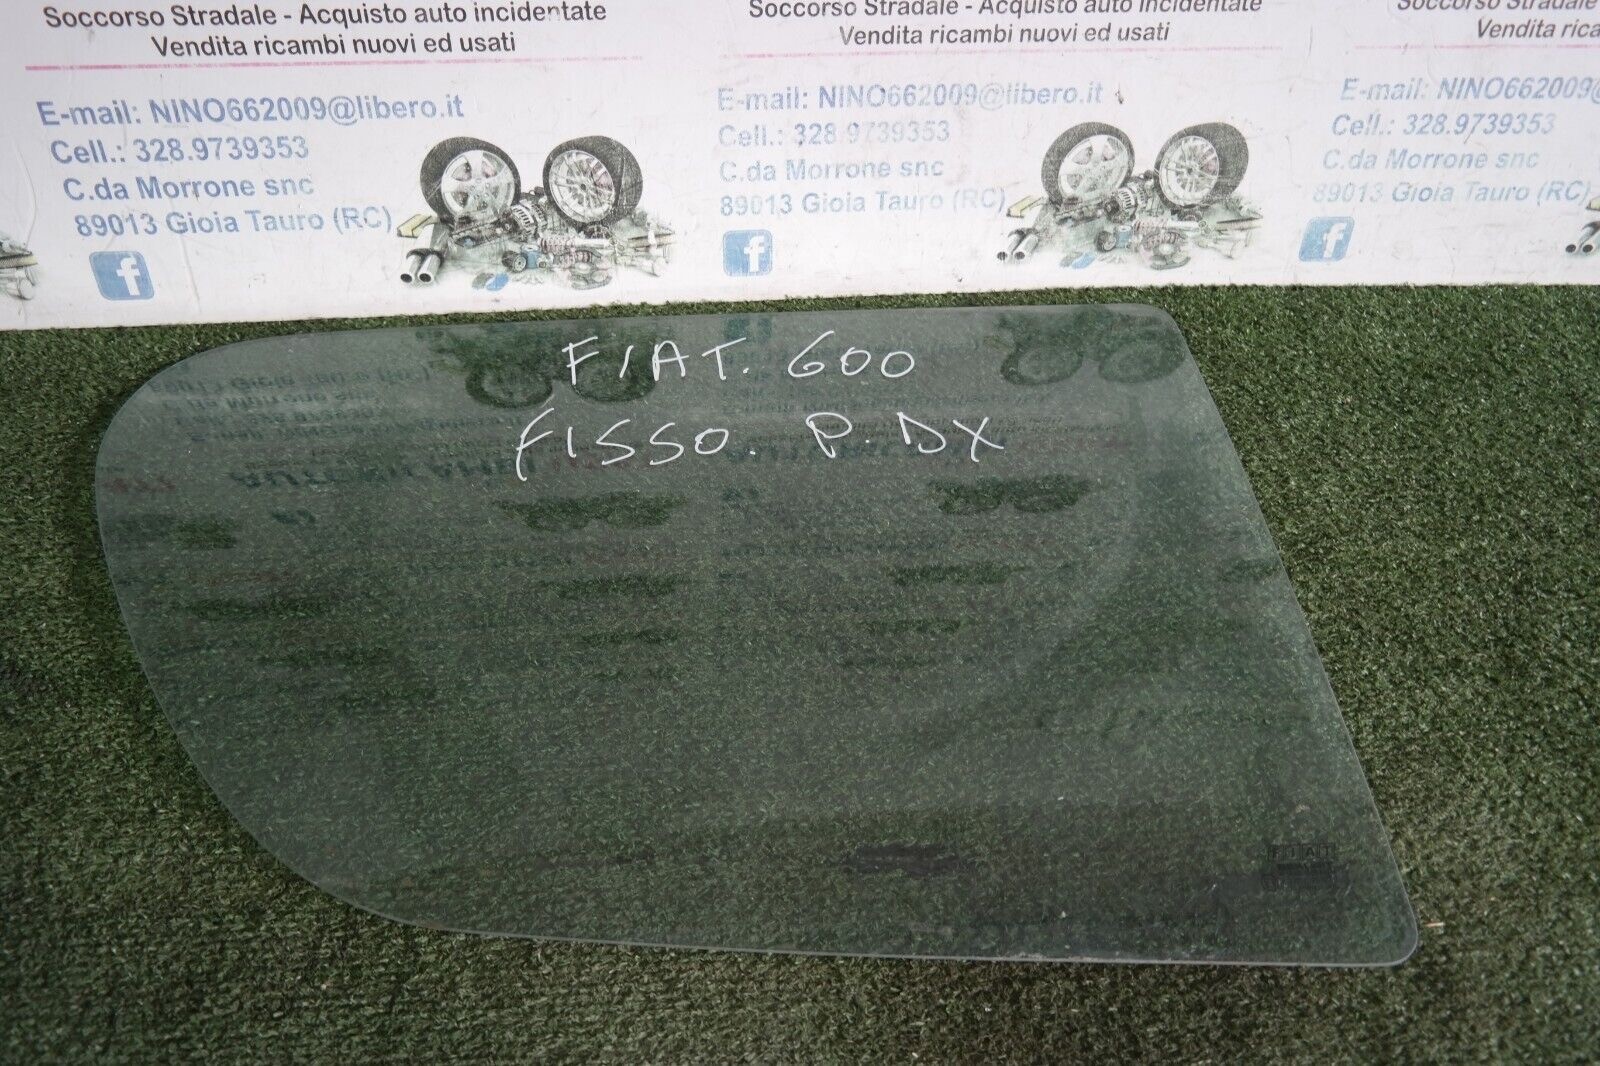 Soccorso Stradale - Acquisto auto incidentate
Vendita ricambi nuovi ed usati
E-mail: NINO662009@libero.it
Cell.: 328.9739353
C.da Morrone snc
89013 Gioia Tauro (RC)
f
Soccorso Stradale - Acquisto auto incidentate
Vendita ricambi nuovi ed usati
E-mail: NINO662009@libero.it
Cell.: 328.9739353
C.da Morrone snc
89013 Gioia Tauro (RC)
f
Soccorso Stradale
Vendita rica
E-mail: NINO662009@
Cell.: 328.9739353
C.da Morrone snc
89013 Gioia Tauro (RC)
f
FIAT. 600
FISSO. P. DX
FIAT